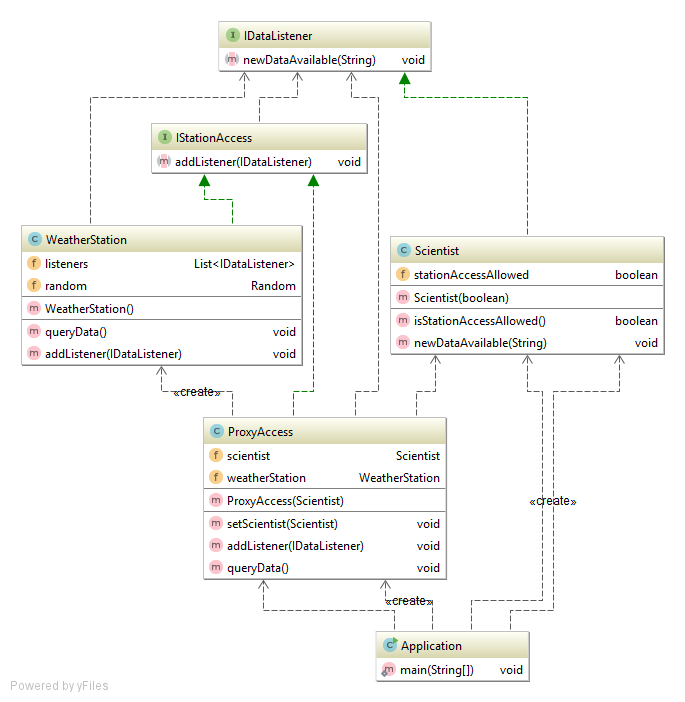 IDataListener
newDataAvailable(String) void
IStationAccess
addListener(IDataListener) void
WeatherStation
listeners List<IDataListener>
random Random
WeatherStation()
queryData() void
addListener(IDataListener) void
Scientist
stationAccessAllowed boolean
Scientist(boolean)
isStationAccessAllowed() boolean
newDataAvailable(String) void
«create»
ProxyAccess
scientist Scientist
weatherStation WeatherStation
ProxyAccess(Scientist)
setScientist(Scientist) void
addListener(IDataListener) void
queryData() void
«create»
«create»
Application
main(String[]) void
Powered by yFiles